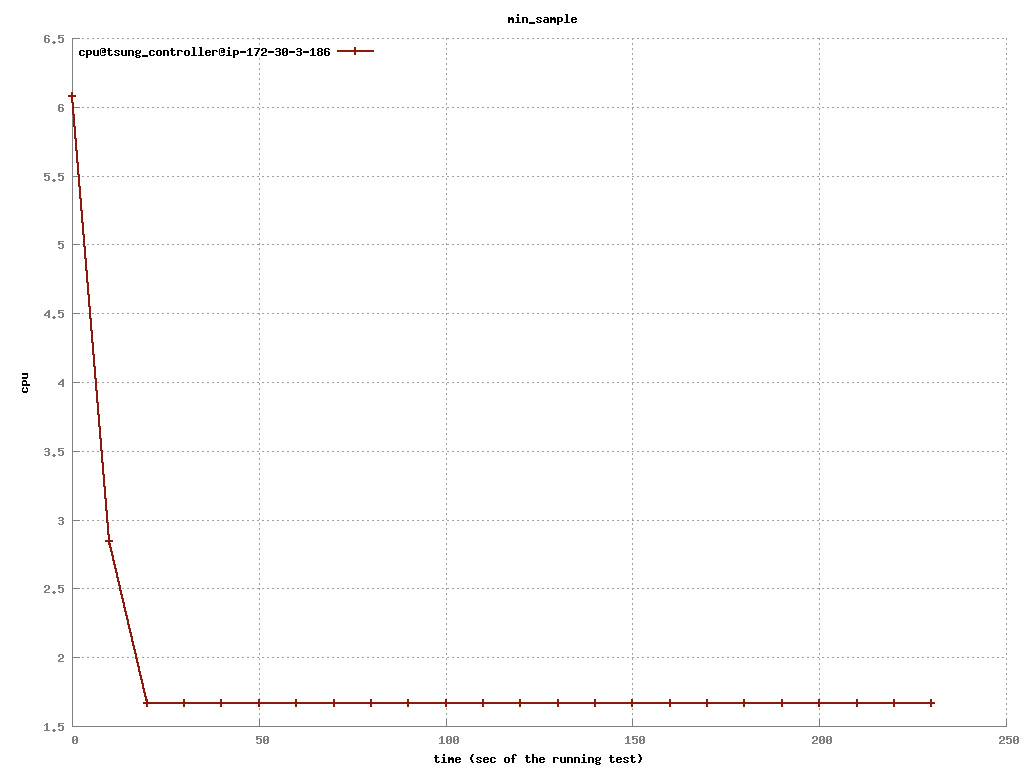 min_sample
6.5
cpu@tsung_controller@ip-172-30-3-186
6
5.5
5
4.5
4
cpu
3.5
3
2.5
2
1.5
0 50 100 150 200 250
time (sec of the running test)